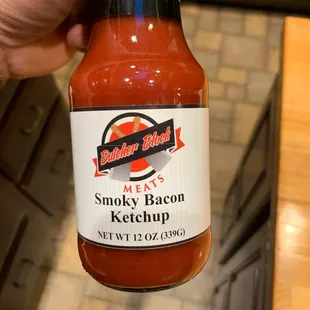 Butcher Block
MEATS
Smoky Bacon
Ketchup
NET WT 12 OZ (339G)